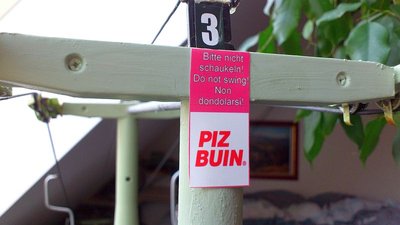 3
Bitte nicht
schaukeln!
Do not swing!
Non
dondolarsi!
PIZ
BUIN®